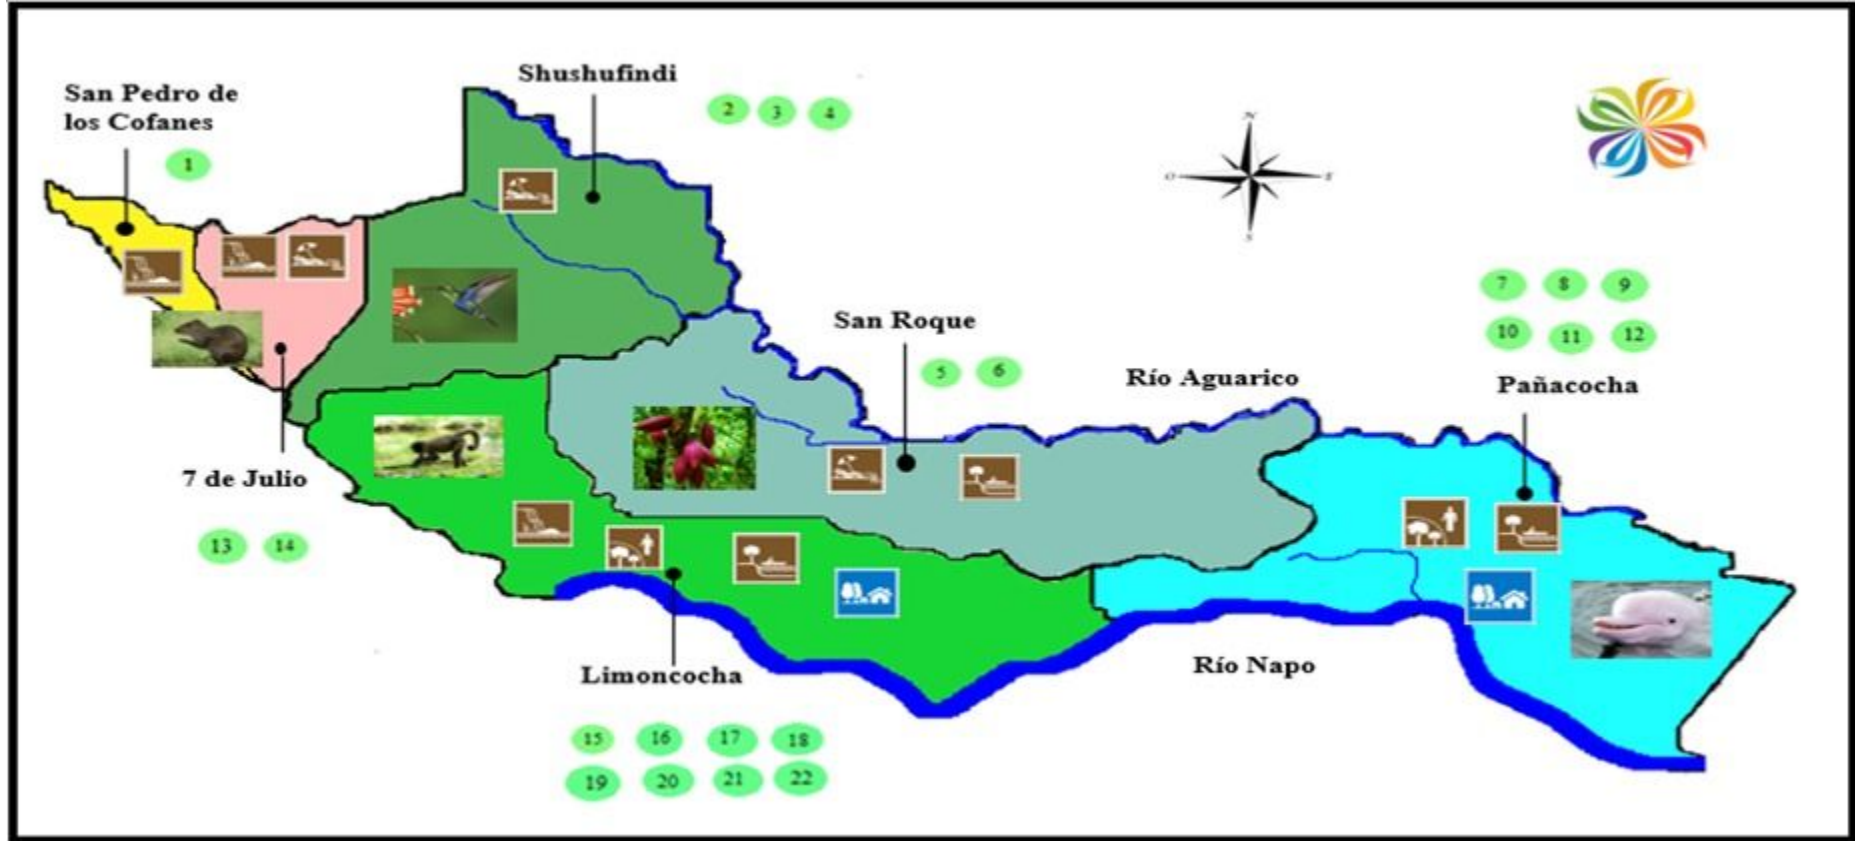 Shushufindi
San Pedro de
los Cofanes
2 3 4
N
1
O E
S
7 8 9
San Roque
10 11 12
5 6
Río Aguarico
Pañacocha
7 de Julio
13 14
Río Napo
Limoncocha
15 16 17 18
19 20 21 22